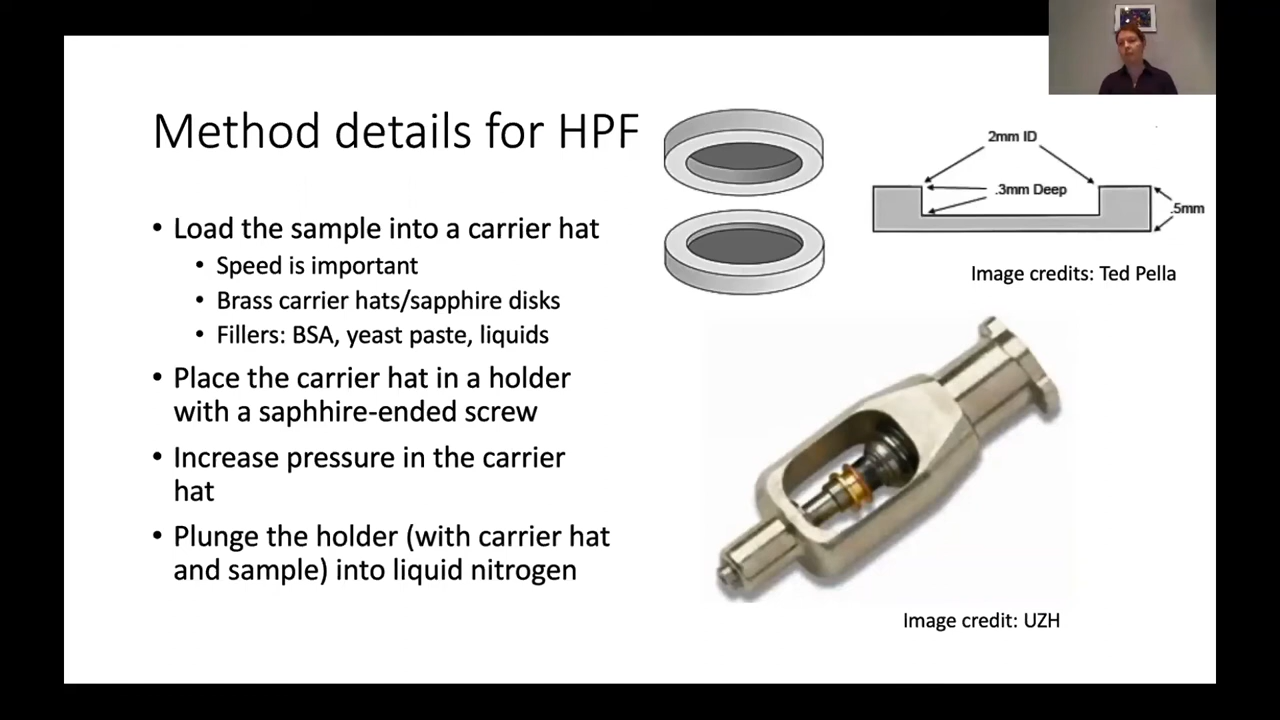 Method details for HPF
• Load the sample into a carrier hat
• Speed is important
• Brass carrier hats/sapphire disks
• Fillers: BSA, yeast paste, liquids
• Place the carrier hat in a holder
with a saphhire-ended screw
• Increase pressure in the carrier
hat
• Plunge the holder (with carrier hat
and sample) into liquid nitrogen
2mm ID
.3mm Deep
.5mm
Image credits: Ted Pella
Image credit: UZH